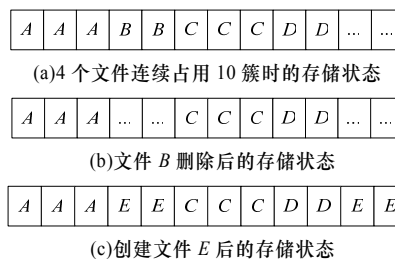 A A A B B C C C D D ... ...
(a)4 个文件连续占用 10 簇时的存储状态
A A A ... ... C C C D D ... ...
(b)文件 B 删除后的存储状态
A A A E E C C C D D E E
(c)创建文件 E 后的存储状态